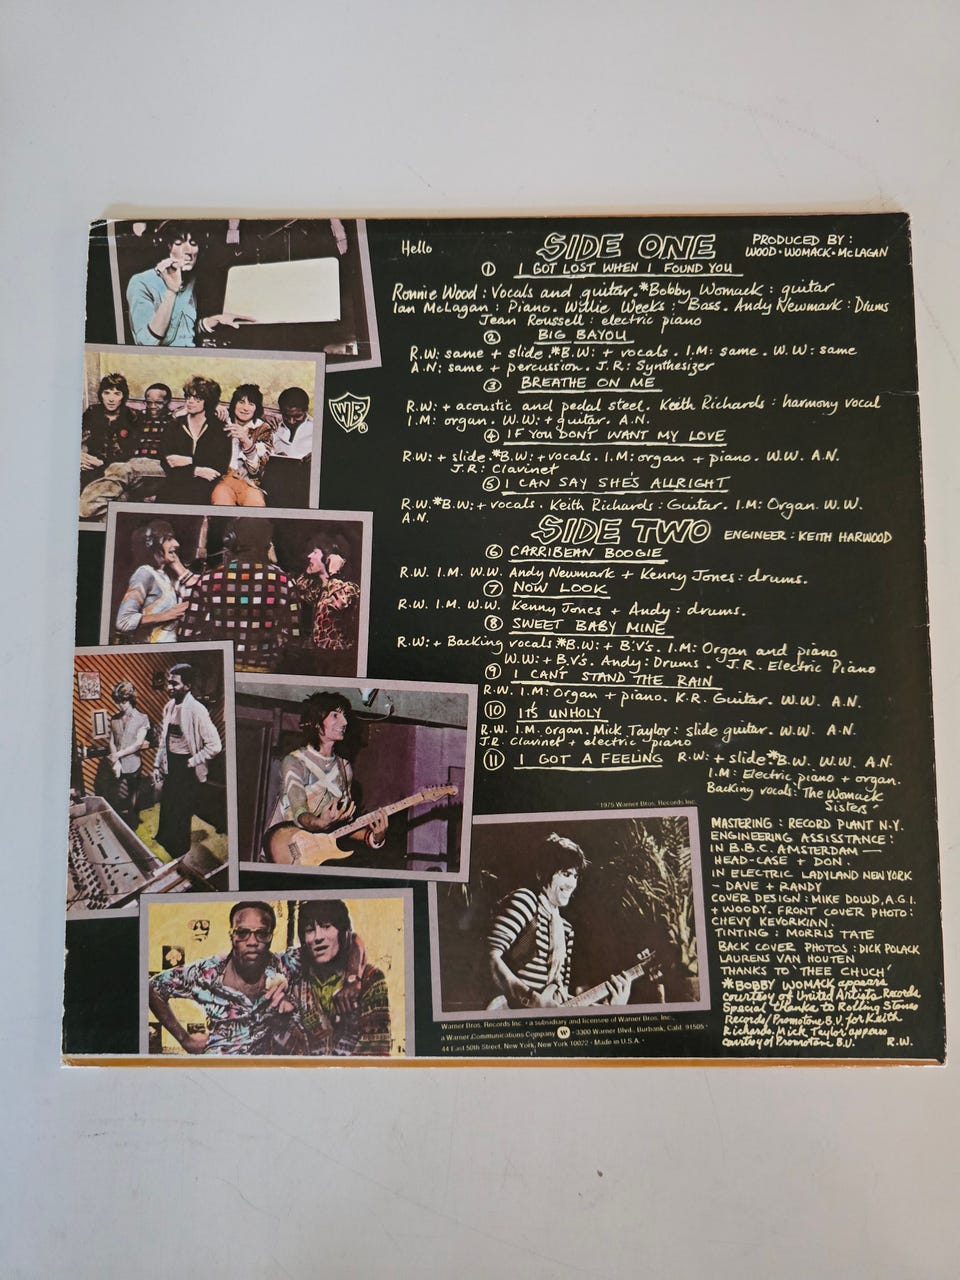 Hello
SIDE ONE
PRODUCED BY:
WOOD · WOMACK · McLAGAN
① I GOT LOST WHEN I FOUND YOU
Ronnie Wood : Vocals and guitar. *Bobby Womack : guitar
Ian McLagan : Piano. Willie Weeks : Bass. Andy Newmark : Drums
Jean Roussell : electric piano
② BIG BAYOU
R.W: same + slide. *B.W: + vocals. I.M: same. W.W: same
A.N: same + percussion. J.R: Synthesizer
③ BREATHE ON ME
R.W: + acoustic and pedal steel. Keith Richards : harmony vocal
I.M: organ. W.W: + guitar. A.N.
④ IF YOU DON'T WANT MY LOVE
R.W: + slide. *B.W: + vocals. I.M: organ + piano. W.W. A.N.
J.R: Clavinet
⑤ I CAN SAY SHE'S ALLRIGHT
R.W. *B.W: + vocals. Keith Richards : Guitar. I.M: Organ. W.W.
A.N.
SIDE TWO
ENGINEER : KEITH HARWOOD
⑥ CARRIBEAN BOOGIE
R.W. I.M. W.W. Andy Newmark + Kenny Jones : drums.
⑦ NOW LOOK
R.W. I.M. W.W. Kenny Jones + Andy : drums.
⑧ SWEET BABY MINE
R.W: + Backing vocals *B.W: + B.V's. I.M: Organ and piano
W.W: + B.V's. Andy: Drums. J.R. Electric Piano
⑨ I CAN'T STAND THE RAIN
R.W. I.M: Organ + piano. K.R. Guitar. W.W. A.N.
⑩ IT'S UNHOLY
R.W. I.M. organ. Mick Taylor : slide guitar. W.W. A.N.
J.R. Clavinet + electric piano
⑪ I GOT A FEELING R.W: + slide *B.W. W.W. A.N.
I.M: Electric piano + organ.
Backing vocals: The Womack
Sisters
1975 Warner Bros. Records Inc.
MASTERING : RECORD PLANT N.Y.
ENGINEERING ASSISSTANCE :
IN B.B.C. AMSTERDAM —
HEAD-CASE + DON.
IN ELECTRIC LADYLAND NEW YORK
- DAVE + RANDY
COVER DESIGN : MIKE DOUD, A.G.I.
+ WOODY. FRONT COVER PHOTO :
CHEVY KEVORKIAN.
TINTING : MORRIS TATE
BACK COVER PHOTOS : DICK POLACK
LAURENS VAN HOUTEN
THANKS TO 'THEE CHUCH'
*BOBBY WOMACK appears
courtesy of United Artists Records.
Special thanks to Rolling Stones
Records/Promotone B.V. for Keith
Richards. Mick Taylor appears
courtesy of Promotone B.V. R.W.
WB
®
Warner Bros. Records Inc. • a subsidiary and licensee of Warner Bros. Inc.,
a Warner Communications Company W • 3300 Warner Blvd., Burbank, Calif. 91505 •
44 East 50th Street, New York, New York 10022 • Made in U.S.A. •